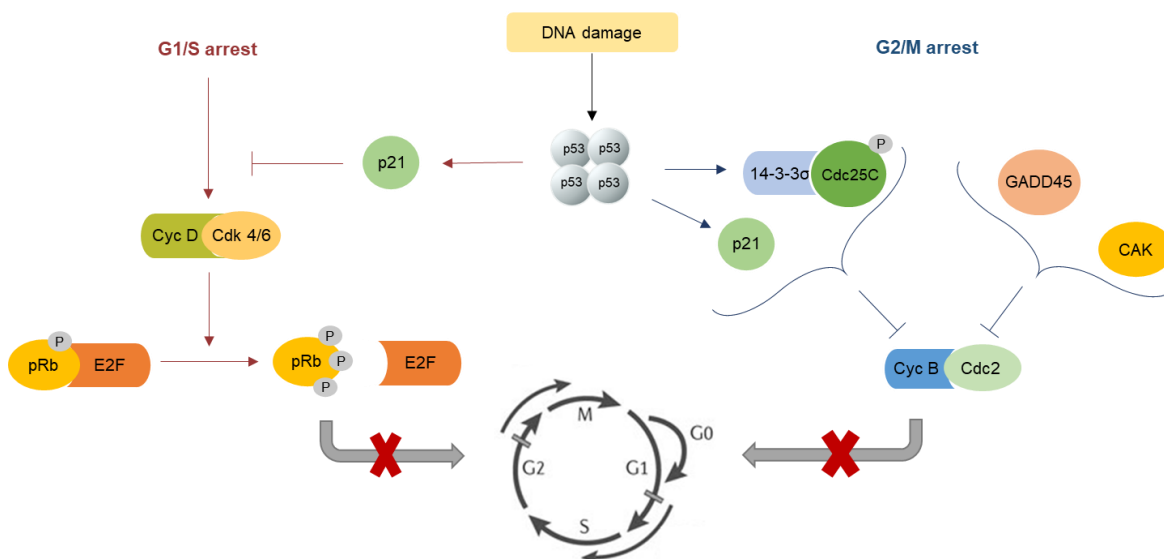 DNA damage
G1/S arrest
G2/M arrest
p53 p53
p53 p53
p21
P
14-3-3σ Cdc25C
GADD45
p21
CAK
Cyc D Cdk 4/6
P
pRb E2F
P
pRb P
P
E2F
Cyc B Cdc2
M
G0
G2
G1
S